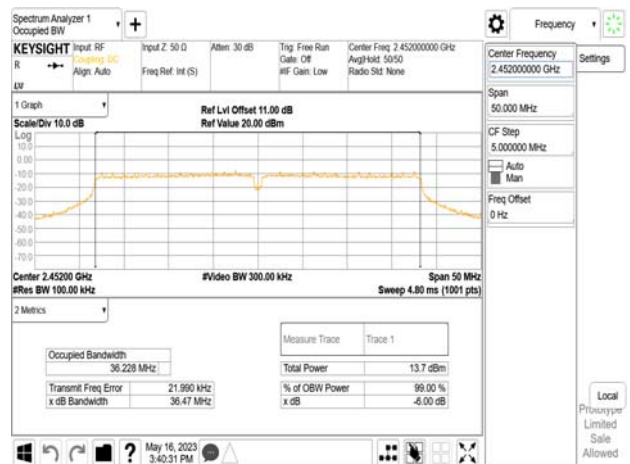 Spectrum Analyzer 1
Occupied BW
+
Frequency
KEYSIGHT
R
Input: RF
Coupling: DC
Align: Auto
Input Z: 50 Ω
Freq Ref: Int (S)
Atten: 30 dB
Trig: Free Run
Gate: Off
#IF Gain: Low
Center Freq: 2.452000000 GHz
Avg|Hold: 50/50
Radio Std: None
Center Frequency
2.452000000 GHz
Settings
Span
50.000 MHz
CF Step
5.000000 MHz
Auto
Man
Freq Offset
0 Hz
1 Graph
Scale/Div 10.0 dB
Ref Lvl Offset 11.00 dB
Ref Value 20.00 dBm
Log
10.0
0.00
-10.0
-20.0
-30.0
-40.0
-50.0
-60.0
-70.0
Center 2.45200 GHz
#Video BW 300.00 kHz
Span 50 MHz
#Res BW 100.00 kHz
Sweep 4.80 ms (1001 pts)
2 Metrics
Measure Trace
Trace 1
Occupied Bandwidth
36.228 MHz
Total Power
13.7 dBm
Transmit Freq Error
21.990 kHz
% of OBW Power
99.00 %
x dB Bandwidth
36.47 MHz
x dB
-6.00 dB
Local
Prototype
Limited
Sale
Allowed
?
May 16, 2023
3:40:31 PM